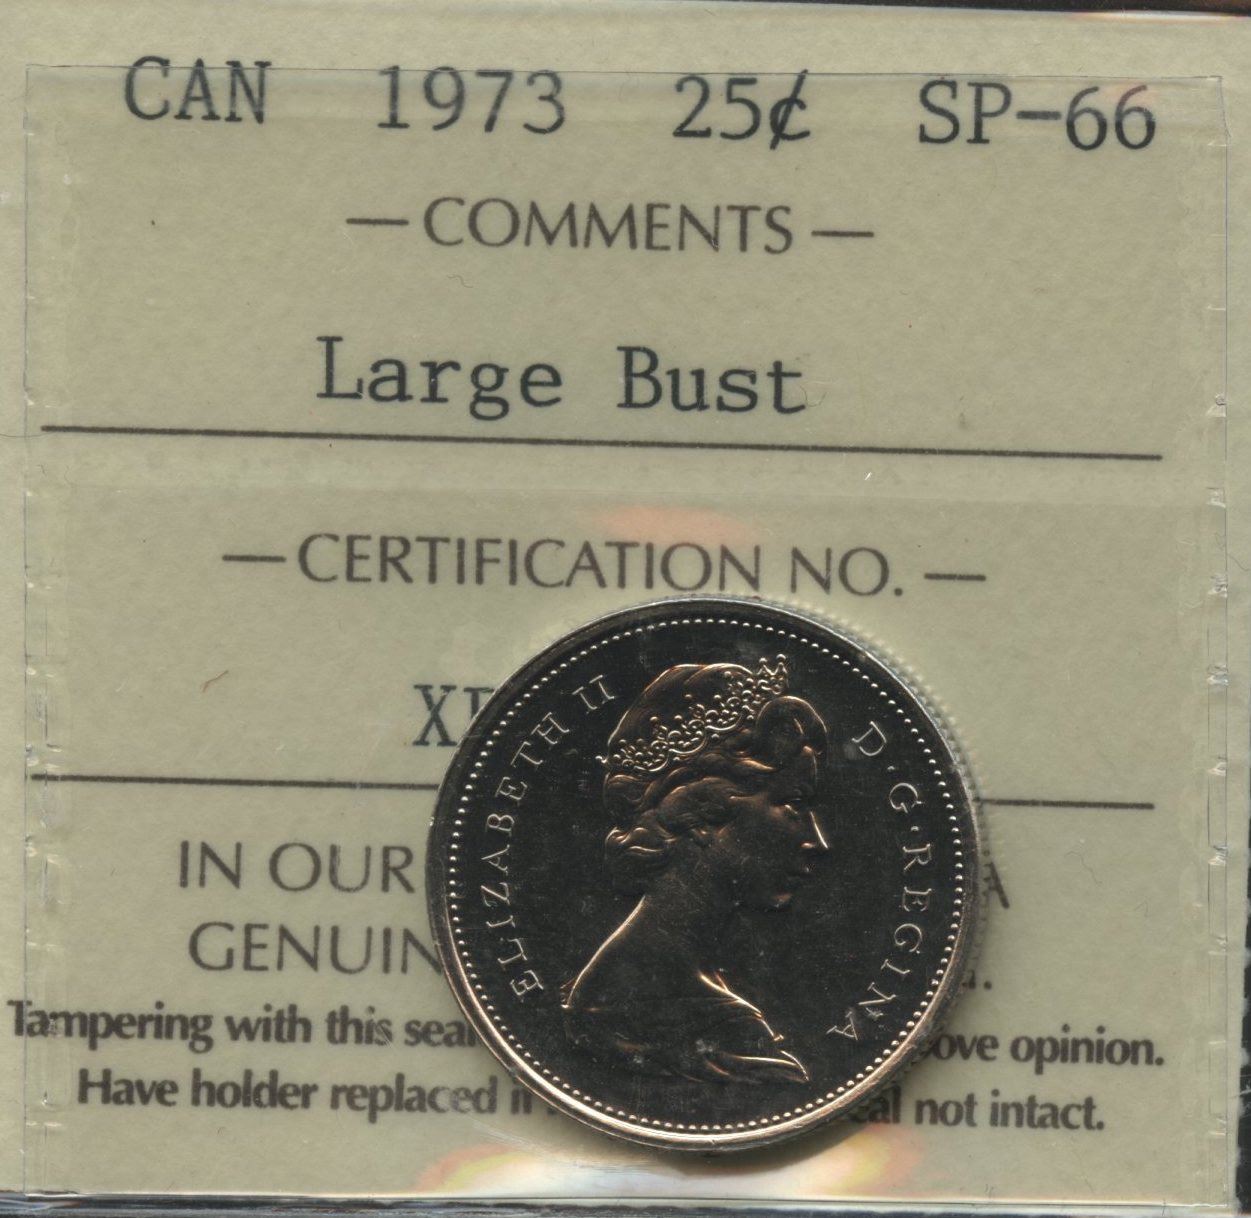 CAN 1973 25¢ SP-66
— COMMENTS —
Large Bust
— CERTIFICATION NO. —
IN OUR
GENUIN
Tampering with this seal ove opinion.
Have holder replaced if eal not intact.
ELIZABETH II D·G·REGINA